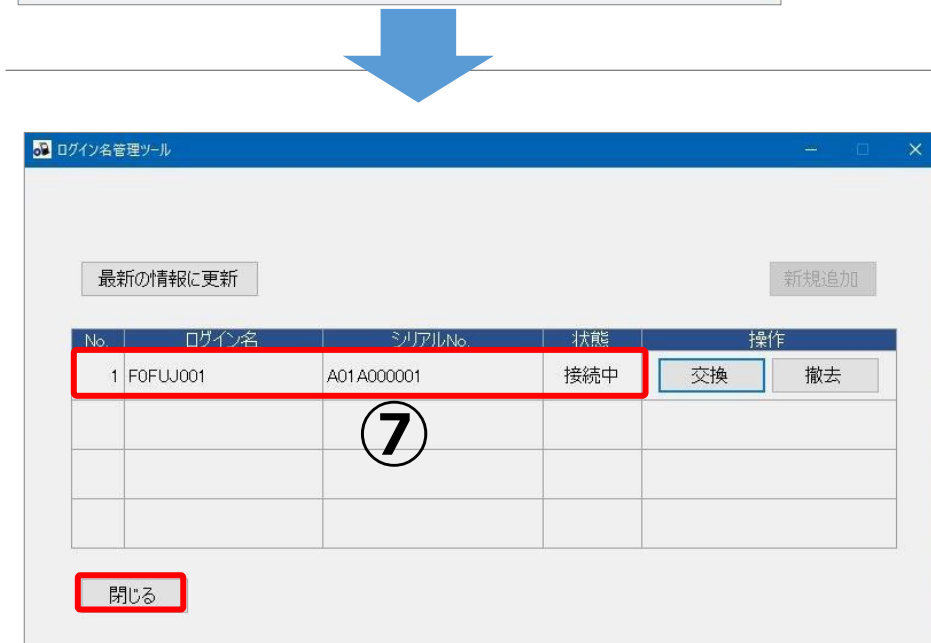 ログイン名管理ツール
最新の情報に更新 新規追加
No. ログイン名 シリアルNo. 状態 操作
1 F0FUJ001 A01A000001 接続中 交換 撤去
⑦
閉じる